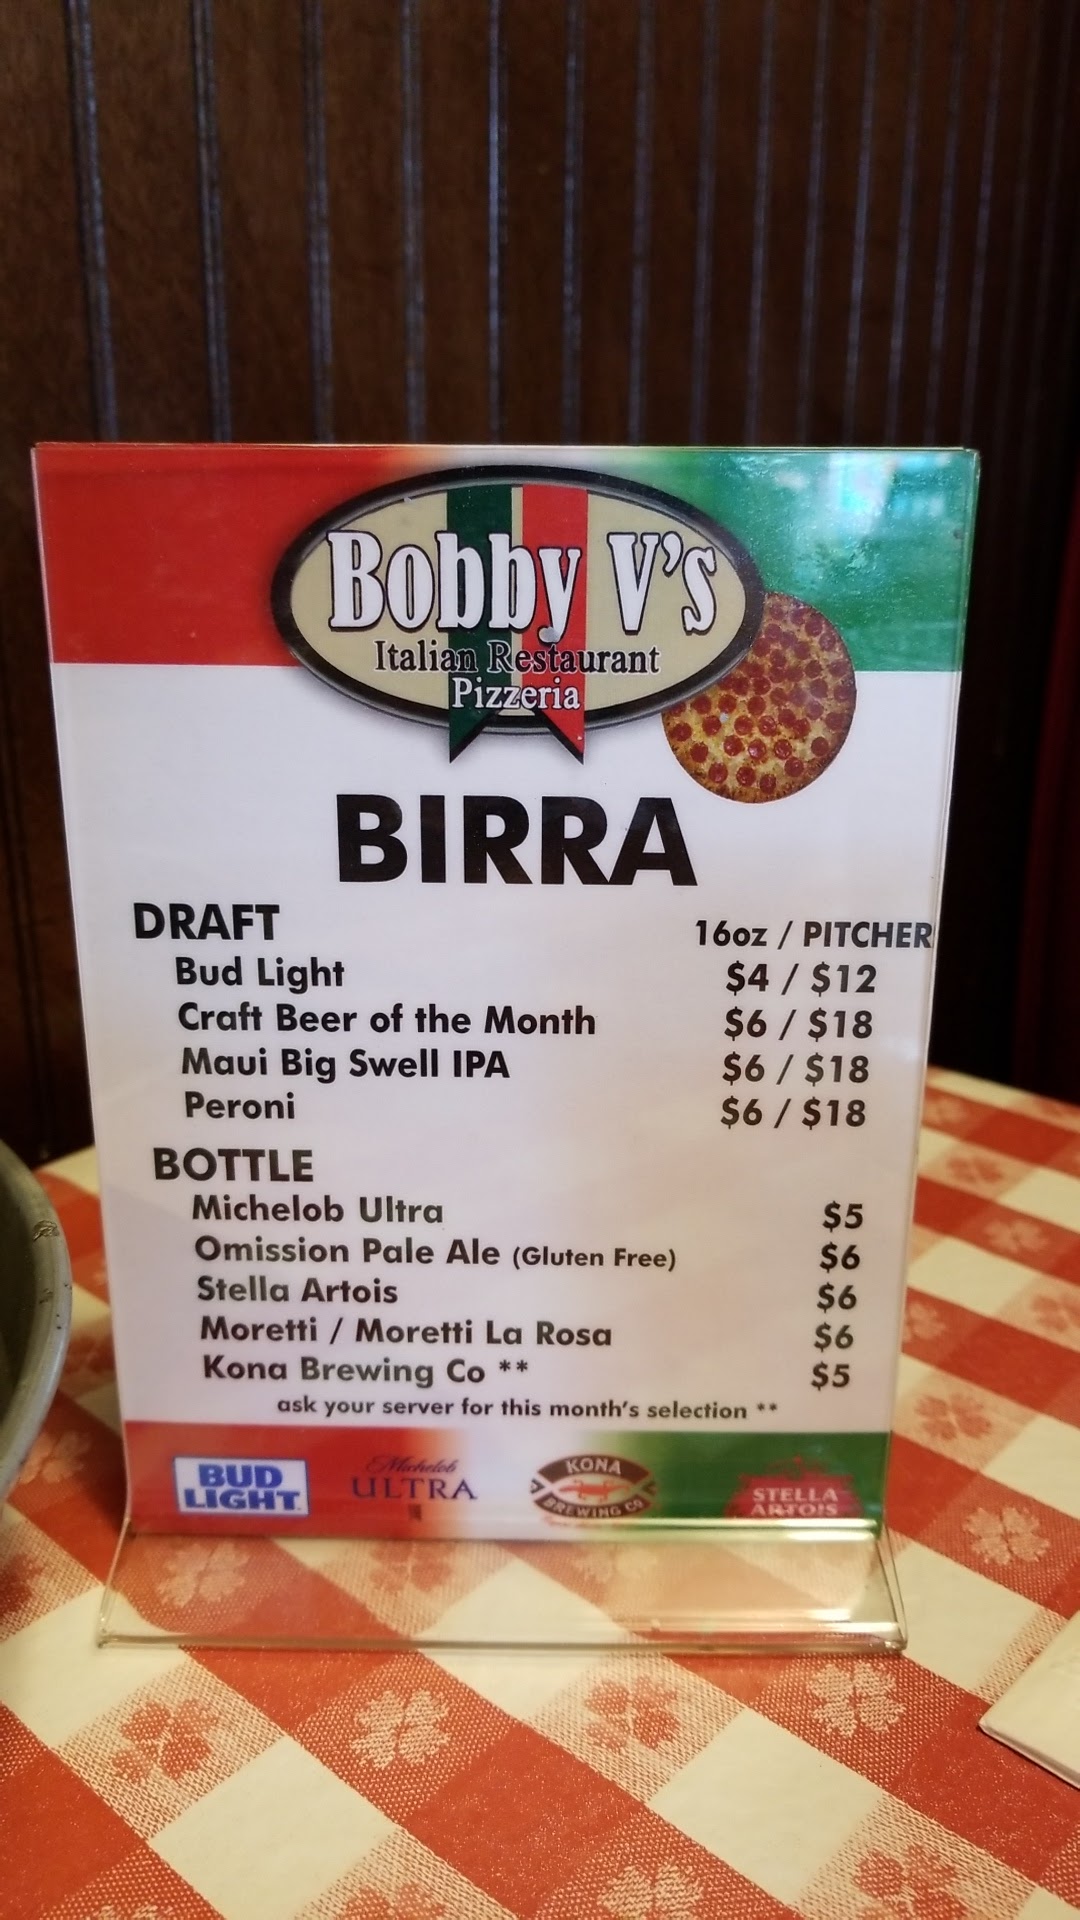 Bobby V's
Italian Restaurant
Pizzeria
BIRRA
DRAFT 16oz / PITCHER
Bud Light $4 / $12
Craft Beer of the Month $6 / $18
Maui Big Swell IPA $6 / $18
Peroni $6 / $18
BOTTLE
Michelob Ultra $5
Omission Pale Ale (Gluten Free) $6
Stella Artois $6
Moretti / Moretti La Rosa $6
Kona Brewing Co ** $5
ask your server for this month's selection **
BUD LIGHT
Michelob ULTRA
KONA BREWING CO
STELLA ARTOIS